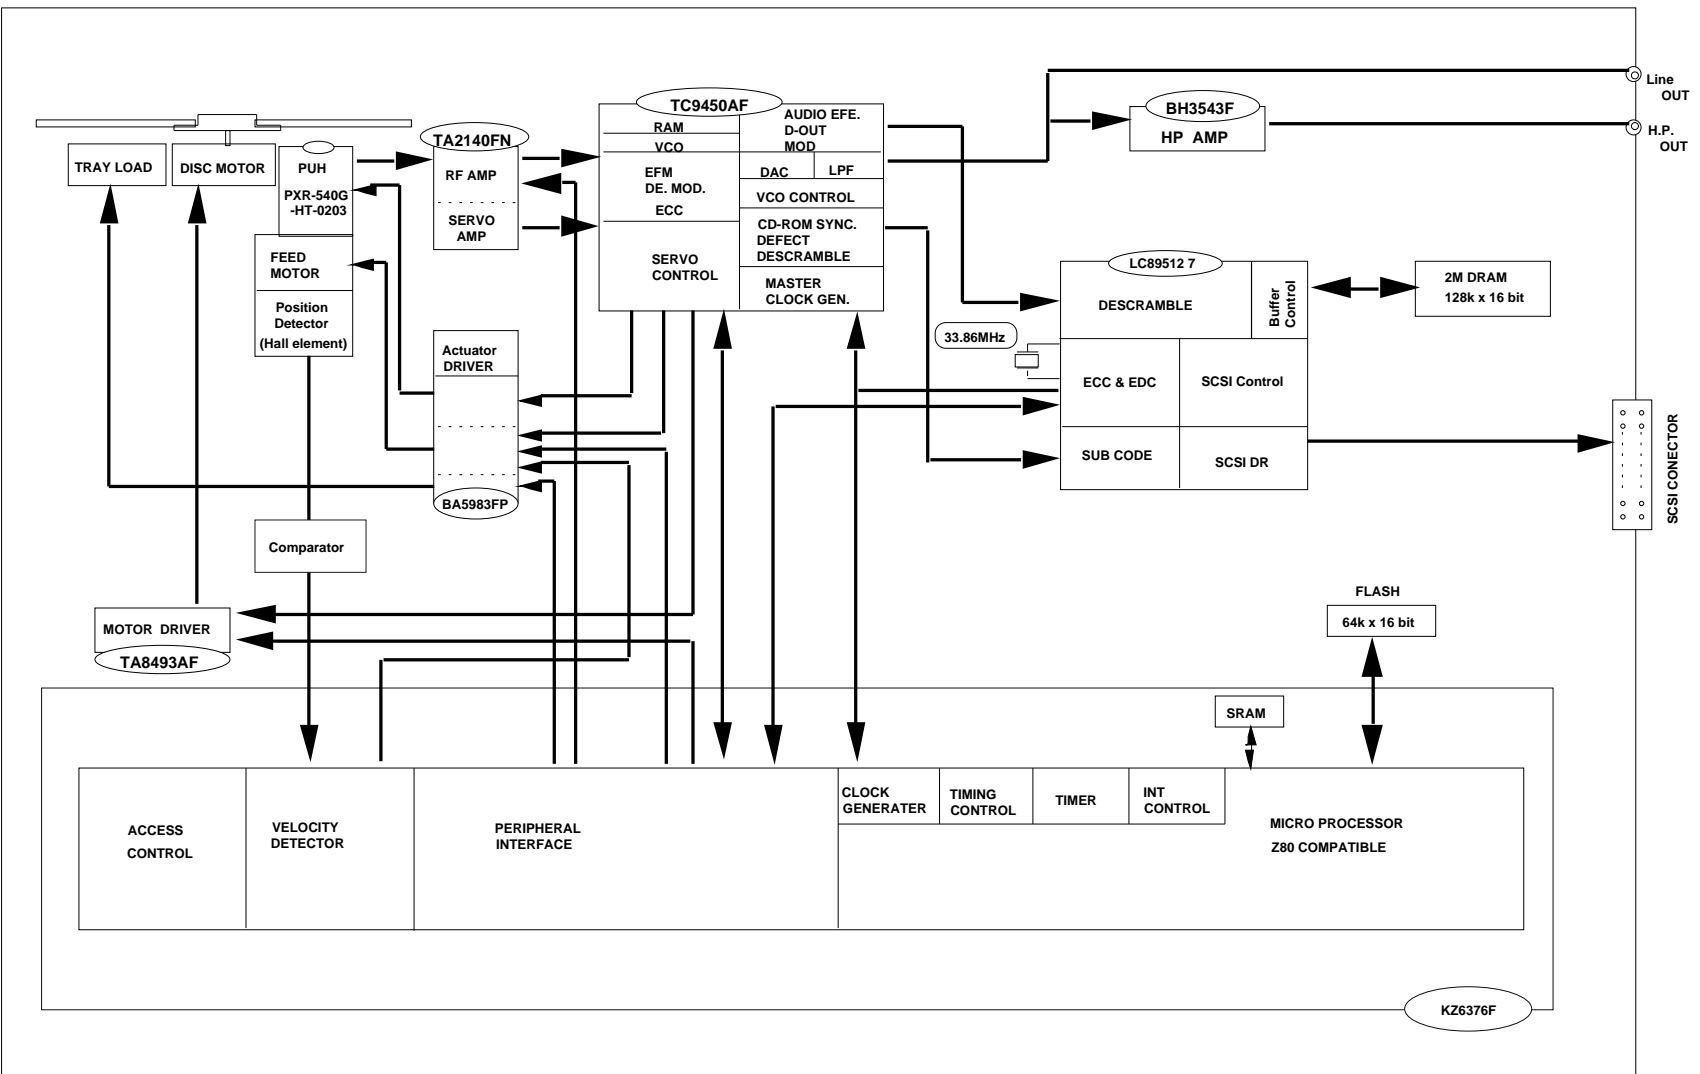 Line
OUT
H.P.
OUT
TC9450AF
RAM
VCO
AUDIO EFE.
D-OUT
MOD
EFM
DE. MOD.
ECC
DAC
LPF
VCO CONTROL
CD-ROM SYNC.
DEFECT
DESCRAMBLE
SERVO
CONTROL
MASTER
CLOCK GEN.
BH3543F
HP AMP
TA2140FN
RF AMP
SERVO
AMP
TRAY LOAD
DISC MOTOR
PUH
PXR-540G
-HT-0203
FEED
MOTOR
Position
Detector
(Hall element)
LC89512 7
DESCRAMBLE
Buffer
Control
2M DRAM
128k x 16 bit
33.86MHz
ECC & EDC
SCSI Control
SUB CODE
SCSI DR
SCSI CONECTOR
Actuator
DRIVER
BA5983FP
Comparator
MOTOR DRIVER
TA8493AF
FLASH
64k x 16 bit
SRAM
ACCESS
CONTROL
VELOCITY
DETECTOR
PERIPHERAL
INTERFACE
CLOCK
GENERATER
TIMING
CONTROL
TIMER
INT
CONTROL
MICRO PROCESSOR
Z80 COMPATIBLE
KZ6376F